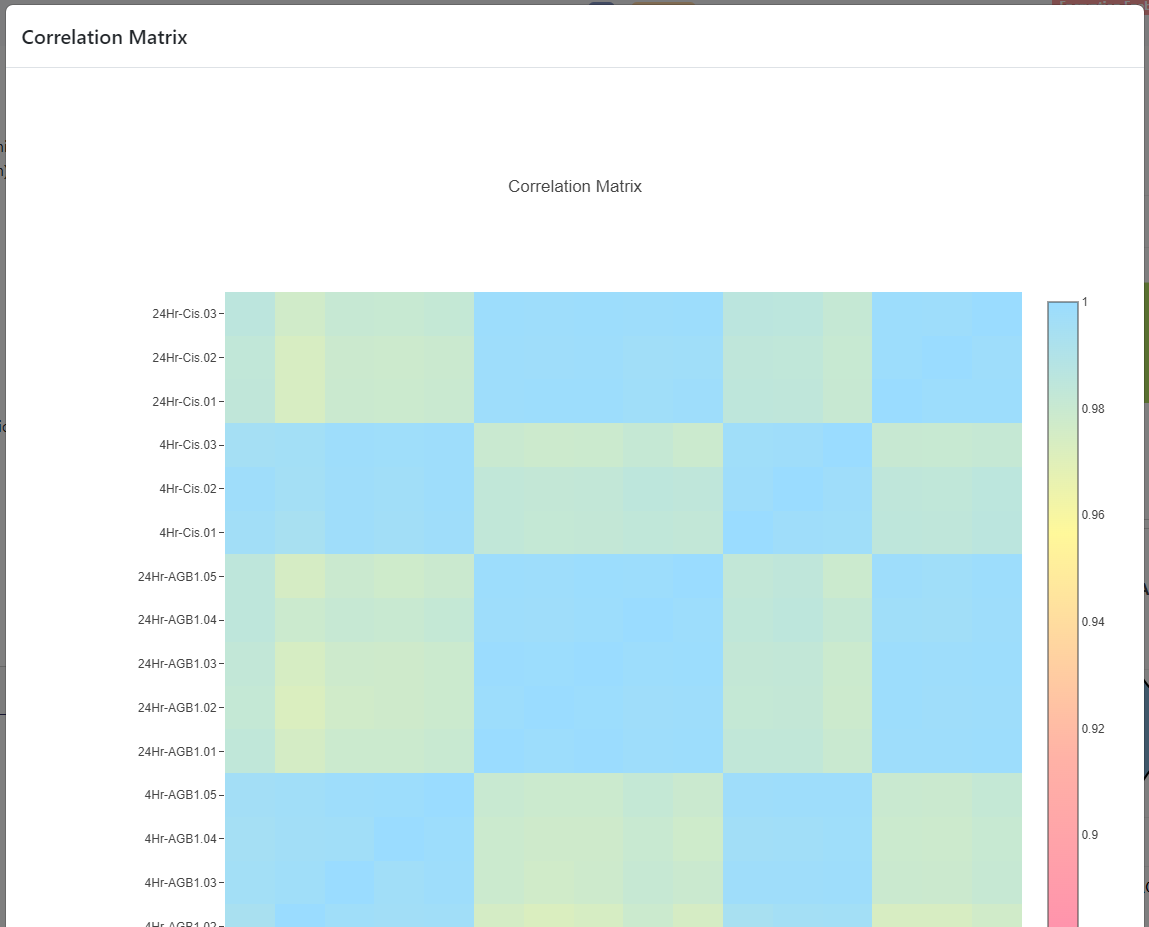 Correlation Matrix
Correlation Matrix
24Hr-Cis.03
24Hr-Cis.02
24Hr-Cis.01
4Hr-Cis.03
4Hr-Cis.02
4Hr-Cis.01
24Hr-AGB1.05
24Hr-AGB1.04
24Hr-AGB1.03
24Hr-AGB1.02
24Hr-AGB1.01
4Hr-AGB1.05
4Hr-AGB1.04
4Hr-AGB1.03
4Hr-AGB1.02
1
0.98
0.96
0.94
0.92
0.9